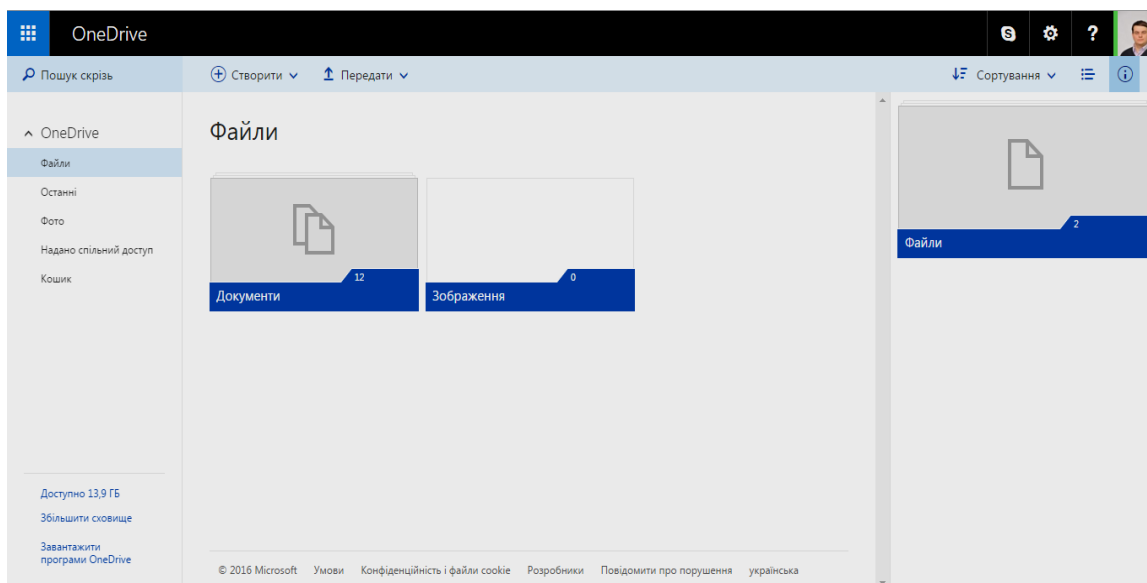 OneDrive
S
?
Пошук скрізь
Створити
Передати
Сортування
OneDrive
Файли
Останні
Фото
Надано спільний доступ
Кошик
Доступно 13,9 ГБ
Збільшити сховище
Завантажити
програми OneDrive
Файли
12
Документи
0
Зображення
2
Файли
© 2016 Microsoft Умови Конфіденційність і файли cookie Розробники Повідомити про порушення українська